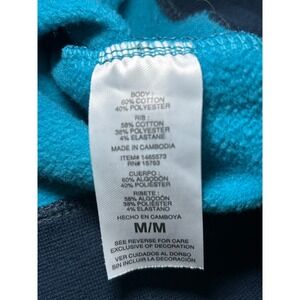 BODY:
60% COTTON
40% POLYESTER
RIB:
58% COTTON
38% POLYESTER
4% ELASTANE
MADE IN CAMBODIA
ITEM# 1465573
RN# 15763
CUERPO:
60% ALGODÓN
40% POLIÉSTER
RIBETE:
58% ALGODÓN
38% POLIÉSTER
4% ELASTANO
HECHO EN CAMBOYA
M/M
SEE REVERSE FOR CARE
EXCLUSIVE OF DECORATION
VER CUIDADO AL DORSO
SIN INCLUIR LA DECORACIÓN